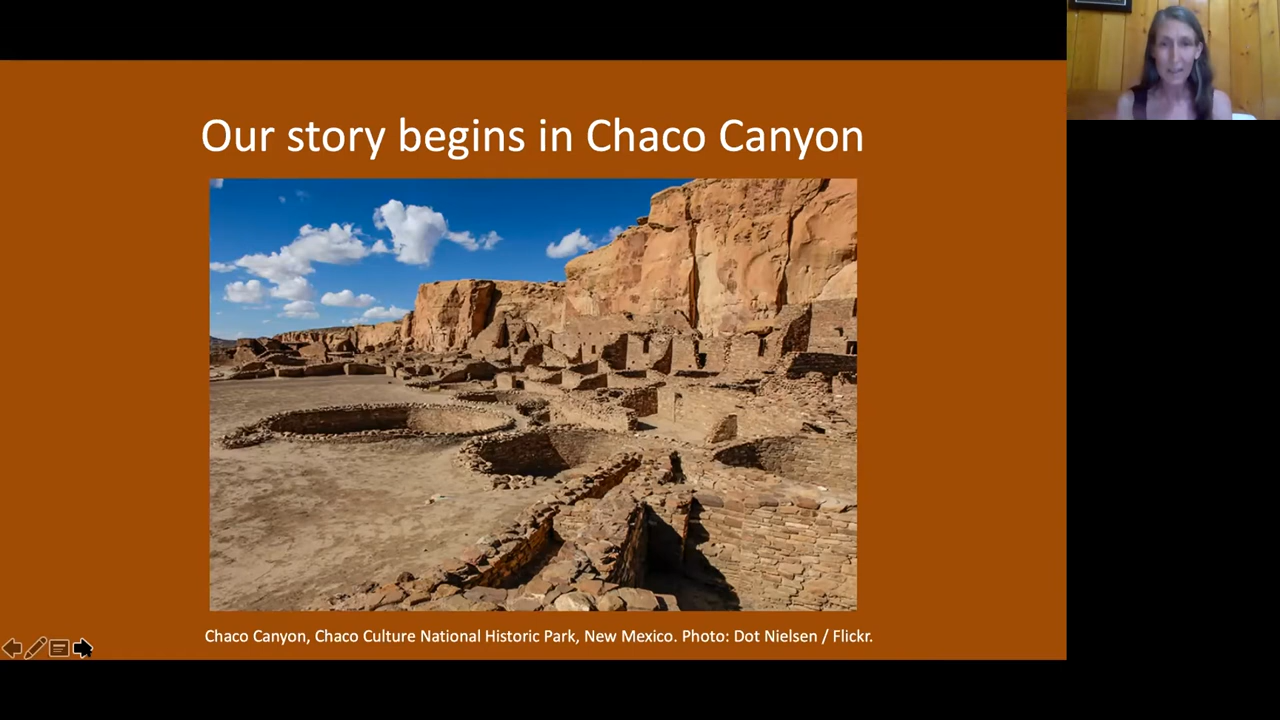 Our story begins in Chaco Canyon
Chaco Canyon, Chaco Culture National Historic Park, New Mexico. Photo: Dot Nielsen / Flickr.